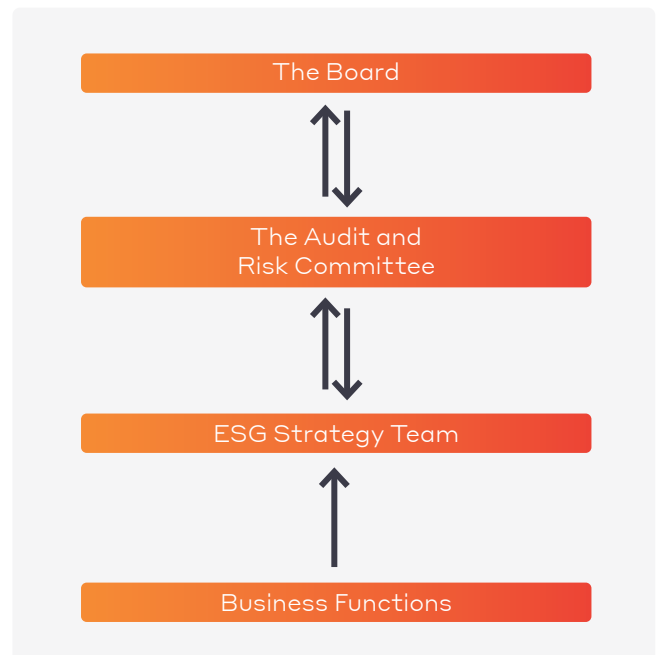 The Board
The Audit and
Risk Committee
ESG Strategy Team
Business Functions